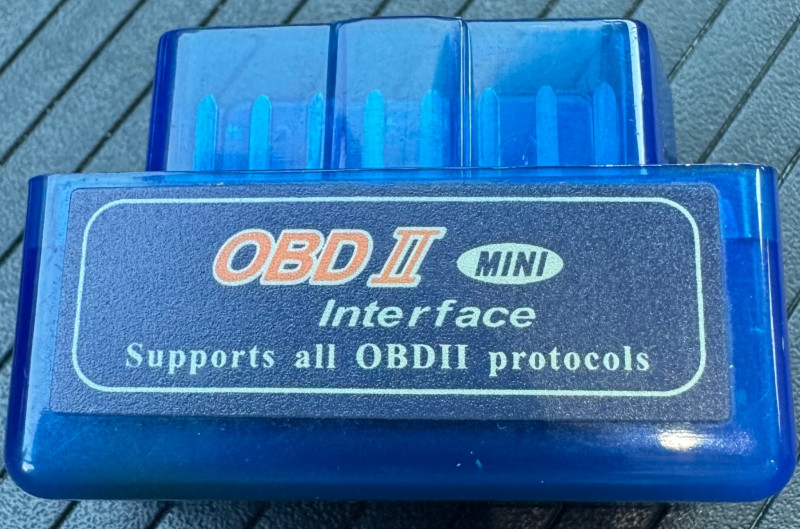 OBD II MINI
Interface
Supports all OBDII protocols